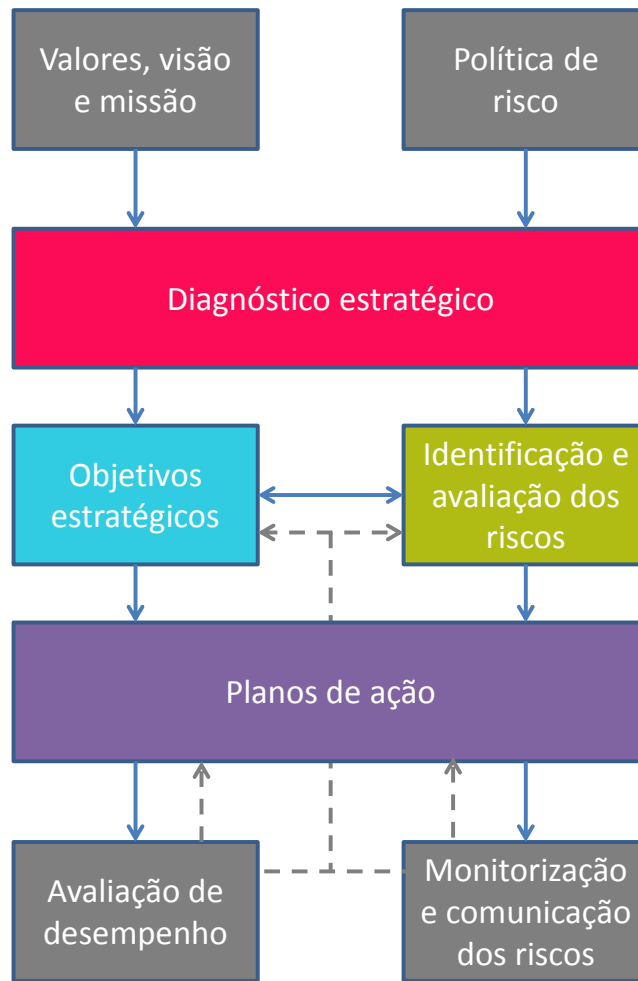 Valores, visão
e missão
Política de
risco
Diagnóstico estratégico
Objetivos
estratégicos
Identificação e
avaliação dos
riscos
Planos de ação
Avaliação de
desempenho
Monitorização
e comunicação
dos riscos